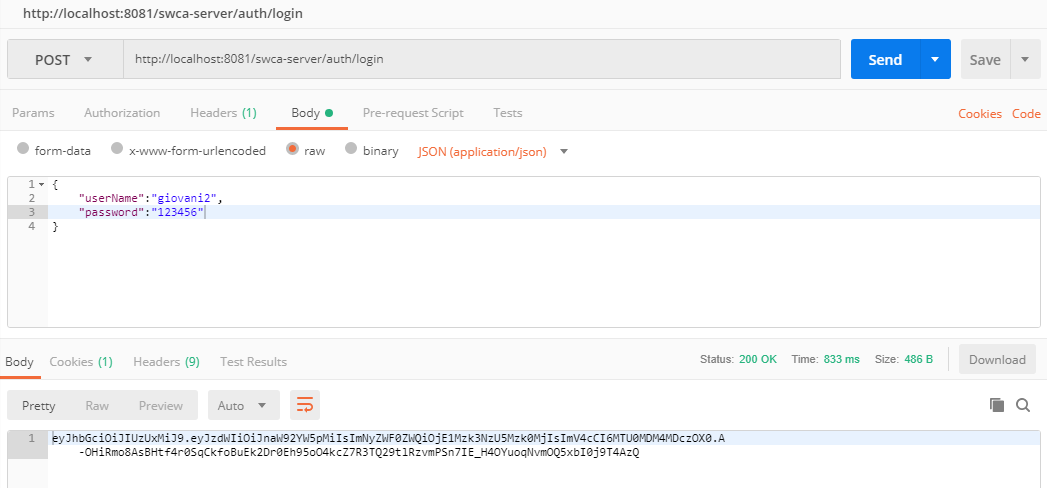 http://localhost:8081/swca-server/auth/login
POST http://localhost:8081/swca-server/auth/login Send Save
Params Authorization Headers (1) Body Pre-request Script Tests Cookies Code
form-data x-www-form-urlencoded raw binary JSON (application/json)
1 {
2 "userName":"giovani2",
3 "password":"123456"
4 }
Body Cookies (1) Headers (9) Test Results Status: 200 OK Time: 833 ms Size: 486 B Download
Pretty Raw Preview Auto
1 eyJhbGciOiJIUzUxMiJ9.eyJzdWIiOiJnaW92YW5pMiIsImNyZWF0ZWQiOjE1Mzk3NzU5Mzk0MjIsImV4cCI6MTU0MDM4MDczOX0.A
-OHiRmo8AsBHtf4r0SqCkfoBuEk2Dr0Eh95oO4kcZ7R3TQ29tlRzvmPSn7IE_H4OYuoqNvmOQ5xbI0j9T4AzQ